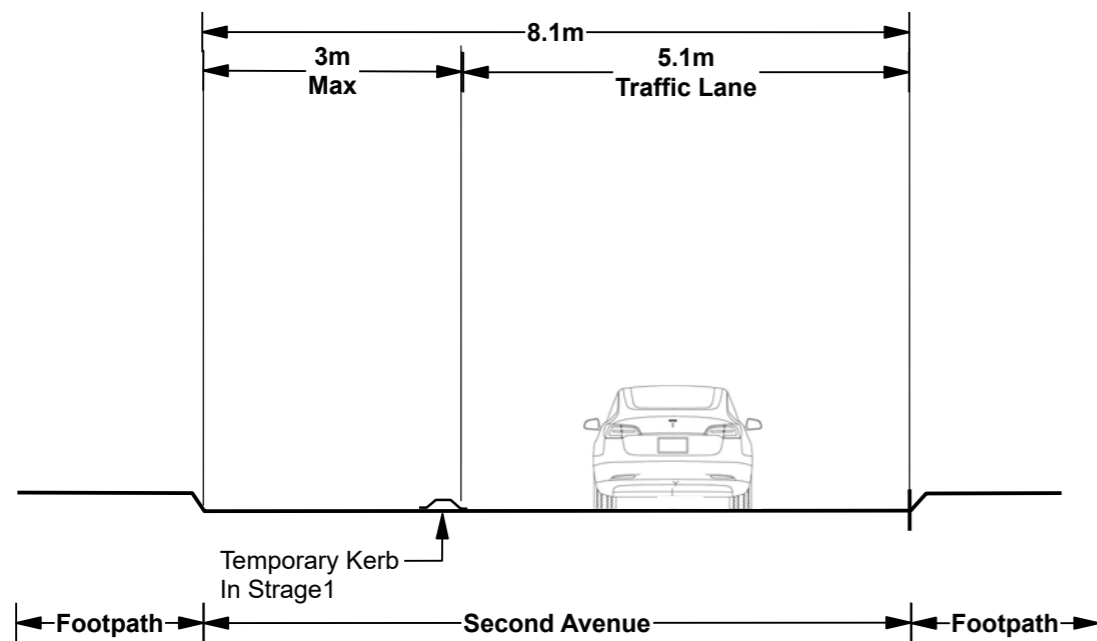 8.1m
3m
Max
5.1m
Traffic Lane
Temporary Kerb
In Strage1
Footpath
Second Avenue
Footpath